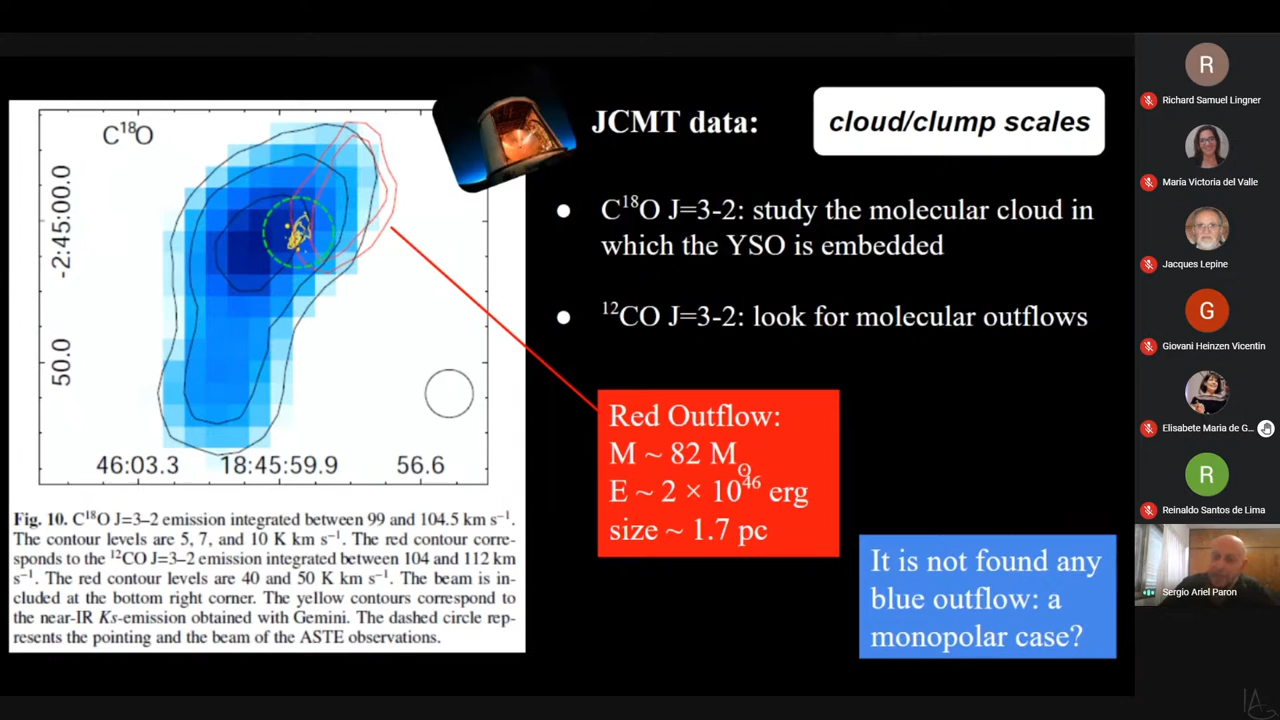 C¹⁸O
-2:45:00.0
50.0
46:03.3 18:45:59.9 56.6
Fig. 10. C¹⁸O J=3–2 emission integrated between 99 and 104.5 km s⁻¹.
The contour levels are 5, 7, and 10 K km s⁻¹. The red contour corre-
sponds to the ¹²CO J=3–2 emission integrated between 104 and 112 km
s⁻¹. The red contour levels are 40 and 50 K km s⁻¹. The beam is in-
cluded at the bottom right corner. The yellow contours correspond to
the near-IR Ks-emission obtained with Gemini. The dashed circle rep-
resents the pointing and the beam of the ASTE observations.
JCMT data:
cloud/clump scales
● C¹⁸O J=3-2: study the molecular cloud in
which the YSO is embedded
● ¹²CO J=3-2: look for molecular outflows
Red Outflow:
M ~ 82 M⊙
E ~ 2 × 10⁴⁶ erg
size ~ 1.7 pc
It is not found any
blue outflow: a
monopolar case?
R
Richard Samuel Lingner
María Victoria del Valle
Jacques Lepine
G
Giovani Heinzen Vicentin
Elisabete Maria de G...
R
Reinaldo Santos de Lima
Sergio Ariel Paron
IAG